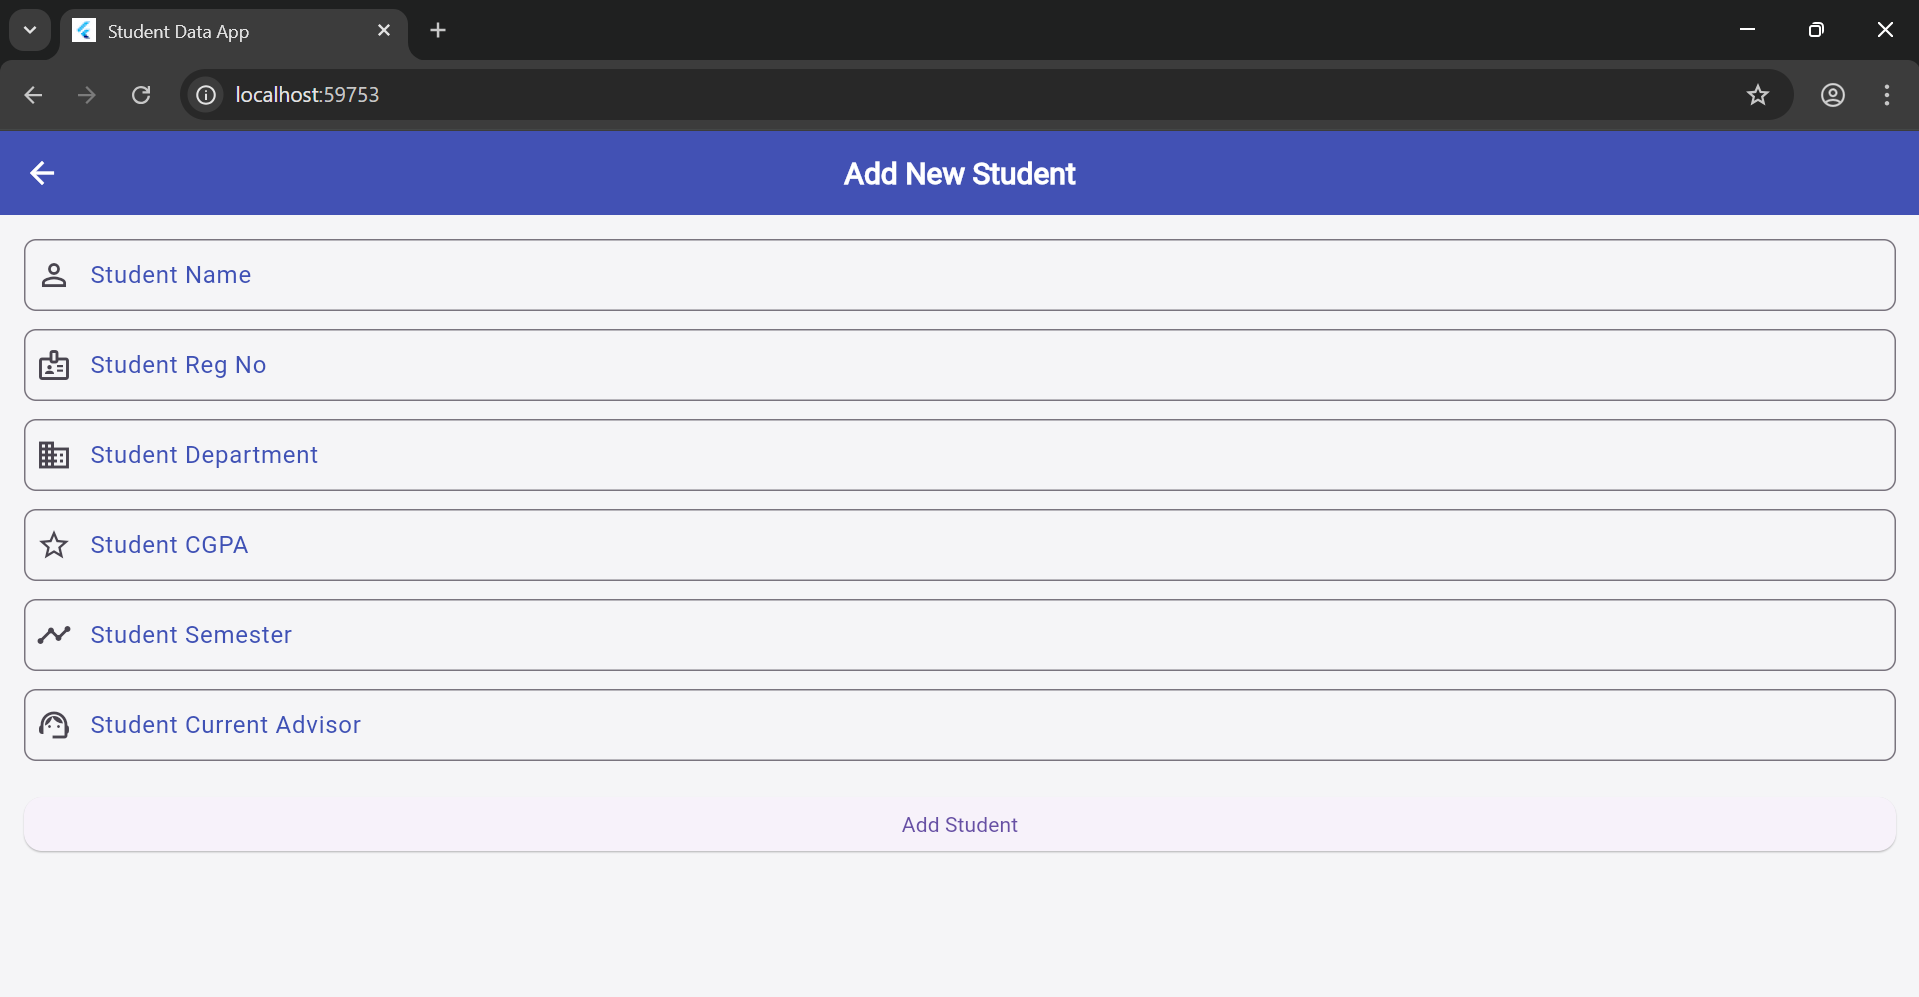 Student Data App
localhost:59753
Add New Student
Student Name
Student Reg No
Student Department
Student CGPA
Student Semester
Student Current Advisor
Add Student